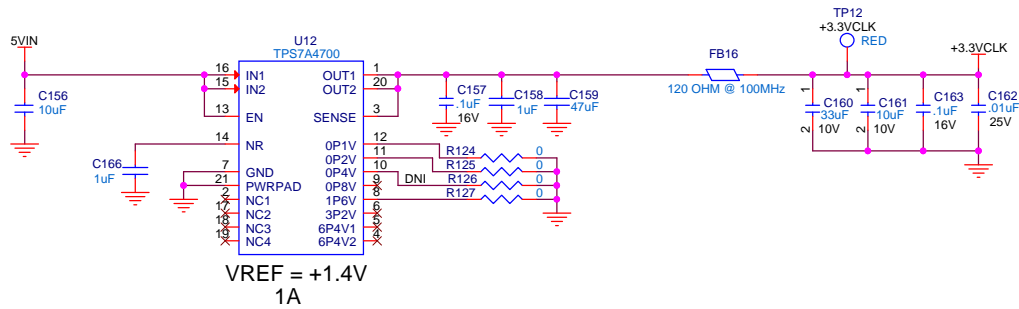 5VIN
C156
10uF
U12
TPS7A4700
16 IN1 OUT1 1
15 IN2 OUT2 20
13 EN SENSE 3
14 NR 0P1V 12
0P2V 11
7 GND 0P4V 10
21 PWRPAD 0P8V 9
2 NC1 1P6V 8
17 NC2 3P2V 6
18 NC3 6P4V1 5
19 NC4 6P4V2 4
C166
1uF
VREF = +1.4V
1A
C157
.1uF
16V
C158
1uF
C159
47uF
R124 0
R125 0
DNI R126 0
R127 0
FB16
120 OHM @ 100MHz
TP12
+3.3VCLK
RED
+3.3VCLK
1 C160 2
33uF
10V
1 C161 2
10uF
10V
C163
.1uF
16V
C162
.01uF
25V